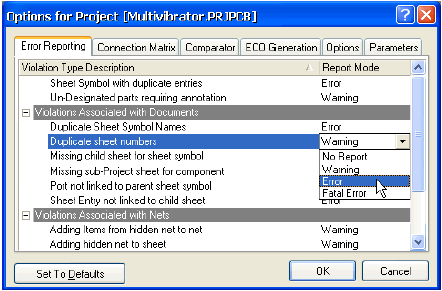 Options for Project [Multivibrator.PRJPCB]
Error Reporting Connection Matrix Comparator ECO Generation Options Parameters
Violation Type Description Report Mode
Sheet Symbol with duplicate entries Error
Un-Designated parts requiring annotation Warning
Violations Associated with Documents
Duplicate Sheet Symbol Names Error
Duplicate sheet numbers Warning
Missing child sheet for sheet symbol No Report
Missing sub-Project sheet for component Warning
Port not linked to parent sheet symbol Error
Fatal Error
Sheet Entry not linked to child sheet Error
Violations Associated with Nets
Adding Items from hidden net to net Warning
Adding hidden net to sheet Warning
Set To Defaults OK Cancel